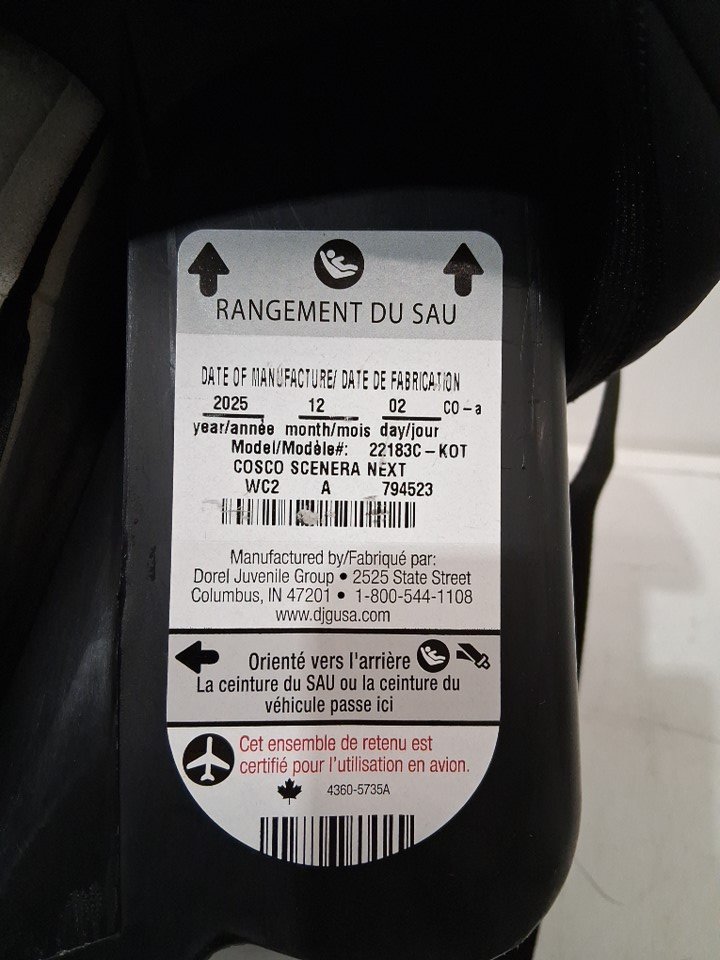 RANGEMENT DU SAU
DATE OF MANUFACTURE/ DATE DE FABRICATION
2025 12 02 CO-a
year/année month/mois day/jour
Model/Modèle#: 22183C-KOT
COSCO SCENERA NEXT
WC2 A 794523
Manufactured by/Fabriqué par:
Dorel Juvenile Group • 2525 State Street
Columbus, IN 47201 • 1-800-544-1108
www.djgusa.com
Orienté vers l'arrière
La ceinture du SAU ou la ceinture du
véhicule passe ici
Cet ensemble de retenu est
certifié pour l'utilisation en avion.
4360-5735A